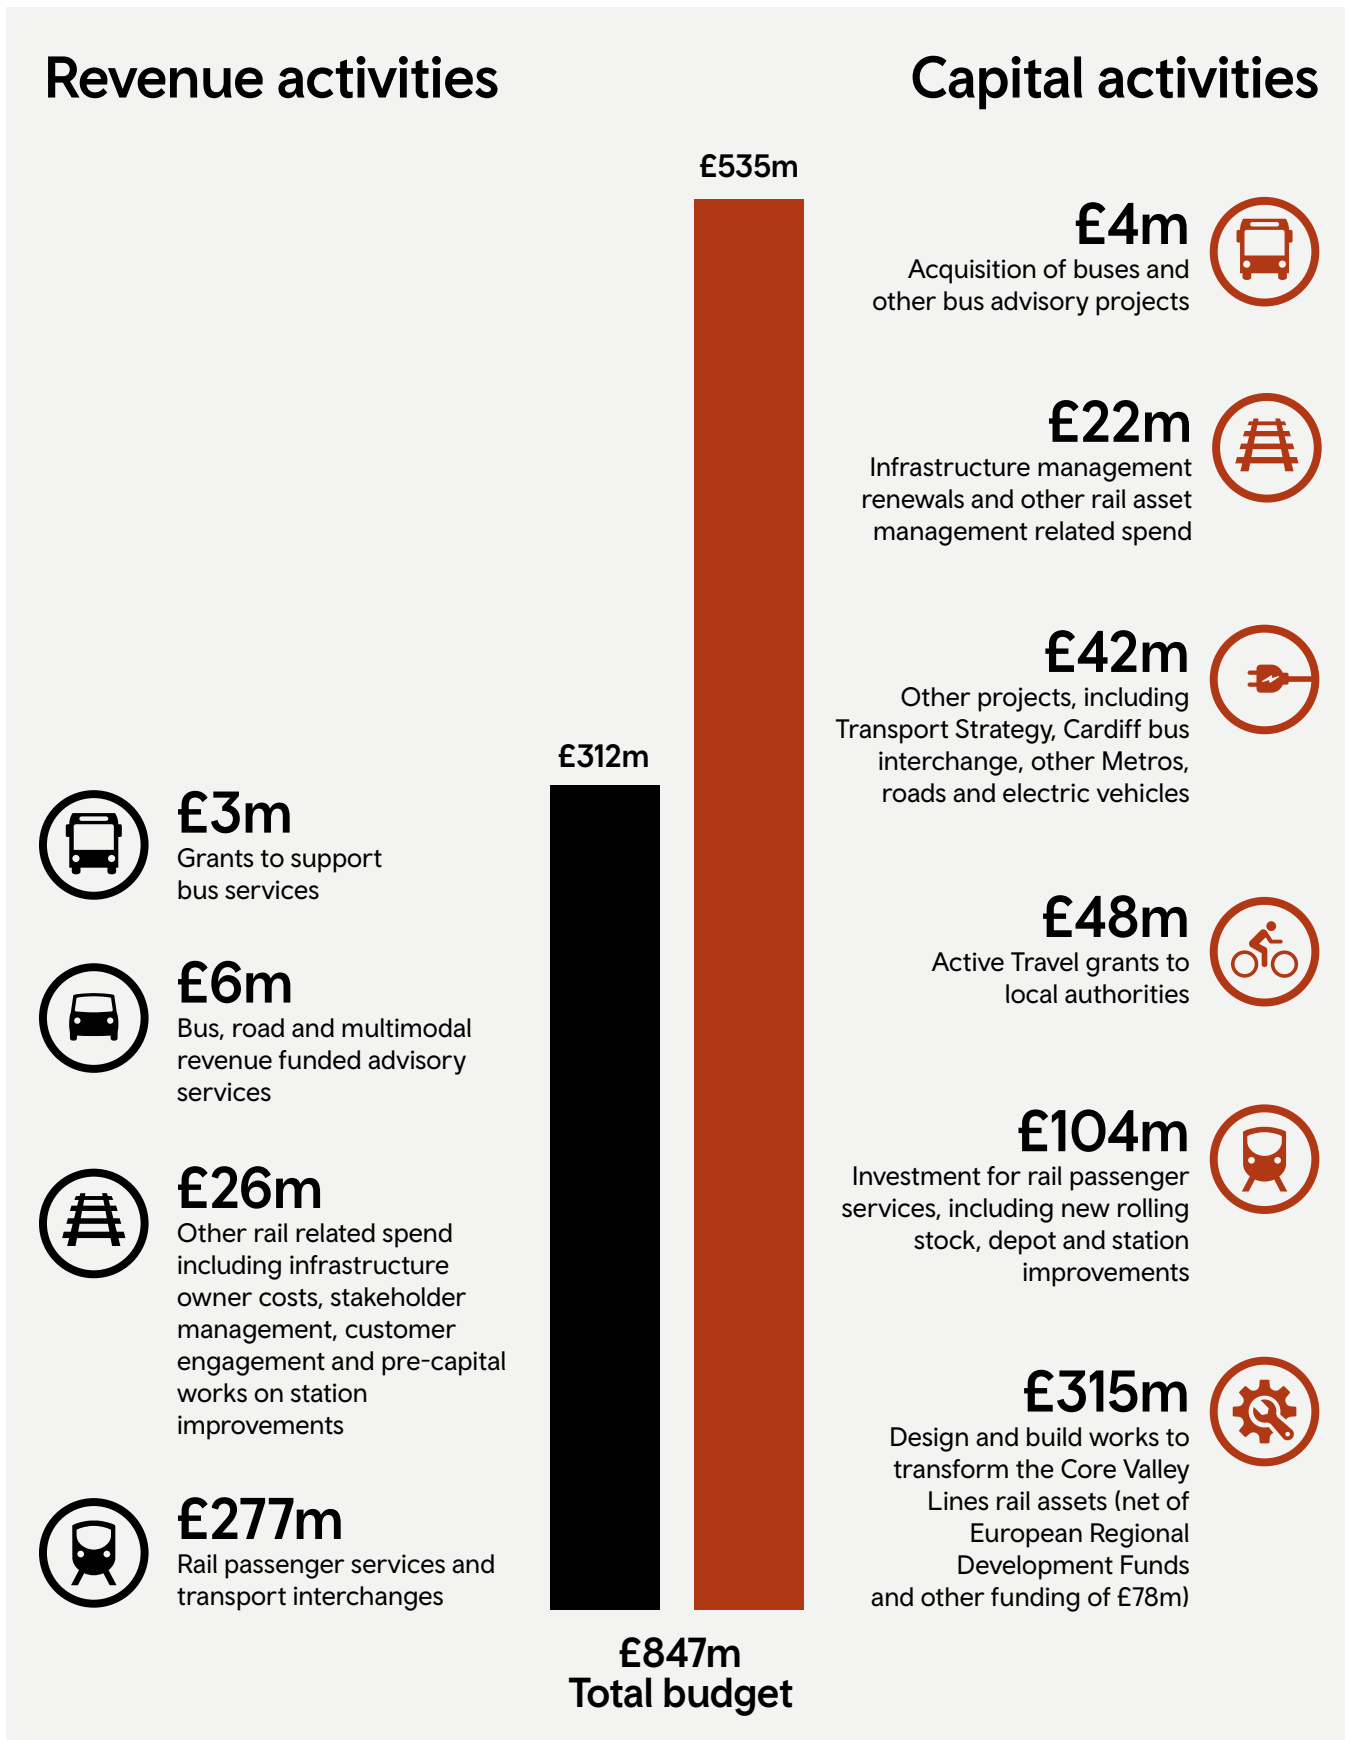 Revenue activities
Capital activities
£535m
£312m
£3m
Grants to support
bus services
£6m
Bus, road and multimodal
revenue funded advisory
services
£26m
Other rail related spend
including infrastructure
owner costs, stakeholder
management, customer
engagement and pre-capital
works on station
improvements
£277m
Rail passenger services and
transport interchanges
£4m
Acquisition of buses and
other bus advisory projects
£22m
Infrastructure management
renewals and other rail asset
management related spend
£42m
Other projects, including
Transport Strategy, Cardiff bus
interchange, other Metros,
roads and electric vehicles
£48m
Active Travel grants to
local authorities
£104m
Investment for rail passenger
services, including new rolling
stock, depot and station
improvements
£315m
Design and build works to
transform the Core Valley
Lines rail assets (net of
European Regional
Development Funds
and other funding of £78m)
£847m
Total budget